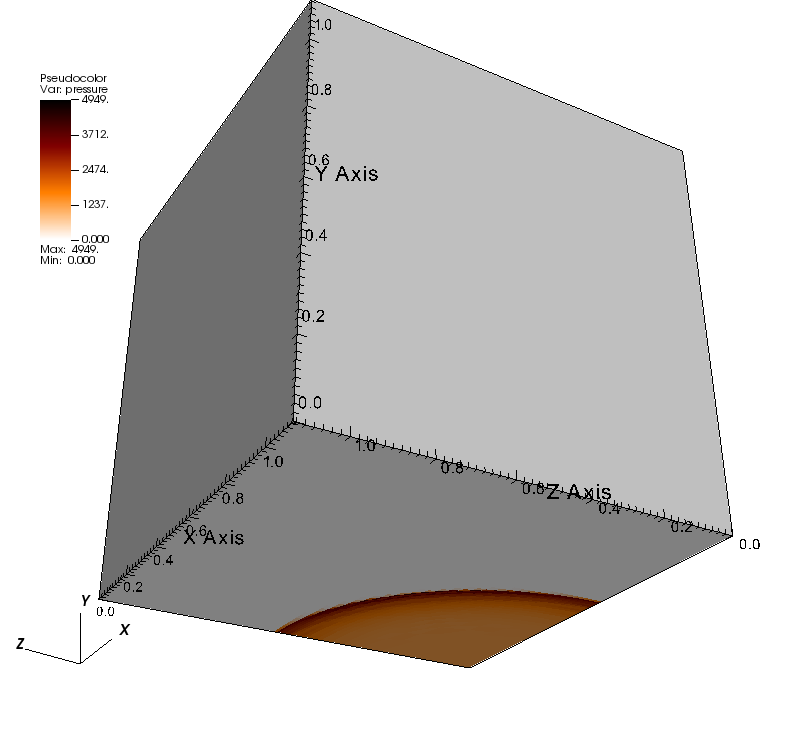 Pseudocolor
Var: pressure
4949.
3712.
2474.
1237.
0.000
Max: 4949.
Min: 0.000
1.0
0.8
0.6
Y Axis
0.4
0.2
0.0
1.0
0.8
0.6
Z Axis
0.4
0.2
0.0
1.0
0.8
0.6
X Axis
0.4
0.2
0.0
Y
X
Z